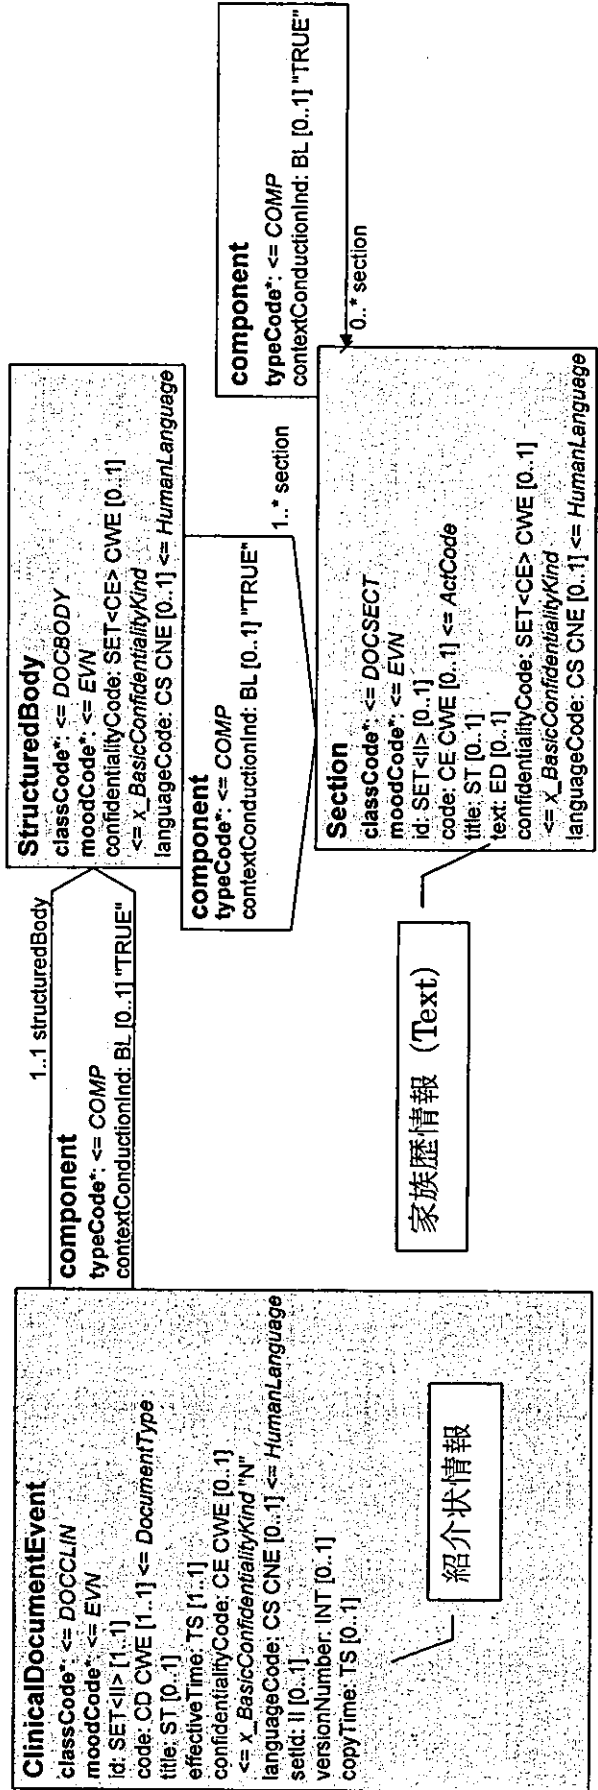 ClinicalDocumentEvent
classCode*: <= DOCCLIN
moodCode*: <= EVN
id: SET<II> [1..1]
code: CD CWE [1..1] <= DocumentType
title: ST [0..1]
effectiveTime: TS [1..1]
confidentialityCode: CE CWE [0..1]
<= x_BasicConfidentialityKind "N"
languageCode: CS CNE [0..1] <= HumanLanguage
setId: II [0..1]
versionNumber: INT [0..1]
copyTime: TS [0..1]
紹介状情報
1..1 structuredBody
component
typeCode*: <= COMP
contextConductionInd: BL [0..1] "TRUE"
StructuredBody
classCode*: <= DOCBODY
moodCode*: <= EVN
confidentialityCode: SET<CE> CWE [0..1]
<= x_BasicConfidentialityKind
languageCode: CS CNE [0..1] <= HumanLanguage
component
typeCode*: <= COMP
contextConductionInd: BL [0..1] "TRUE"
1..* section
Section
classCode*: <= DOCSECT
moodCode*: <= EVN
id: SET<II> [0..1]
code: CE CWE [0..1] <= ActCode
title: ST [0..1]
text: ED [0..1]
confidentialityCode: SET<CE> CWE [0..1]
<= x_BasicConfidentialityKind
languageCode: CS CNE [0..1] <= HumanLanguage
家族歴情報 (Text)
component
typeCode*: <= COMP
contextConductionInd: BL [0..1] "TRUE"
0..* section